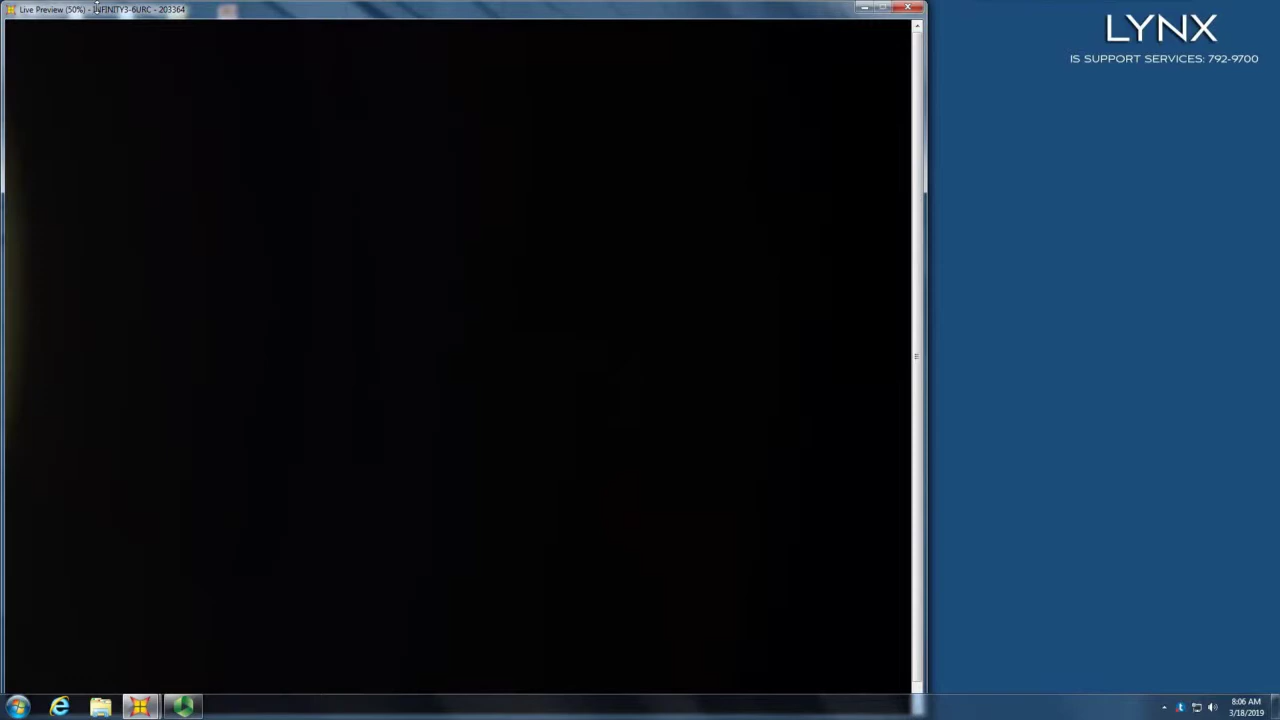 Live Preview (50%) - INFINITY3-6URC - 203364
LYNX
IS SUPPORT SERVICES: 792-9700
8:06 AM
3/18/2019